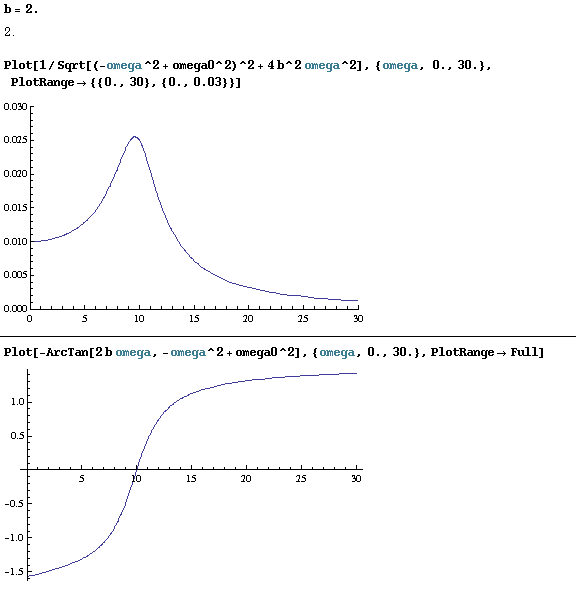 b = 2.
2.
Plot[1/Sqrt[(-omega^2+omega0^2)^2+4b^2 omega^2], {omega, 0., 30.},
PlotRange→{{0., 30}, {0., 0.03}}]
0.030
0.025
0.020
0.015
0.010
0.005
0.000
0 5 10 15 20 25 30
Plot[-ArcTan[2b omega, -omega^2+omega0^2], {omega, 0., 30.}, PlotRange→Full]
1.0
0.5
5 10 15 20 25 30
-0.5
-1.0
-1.5